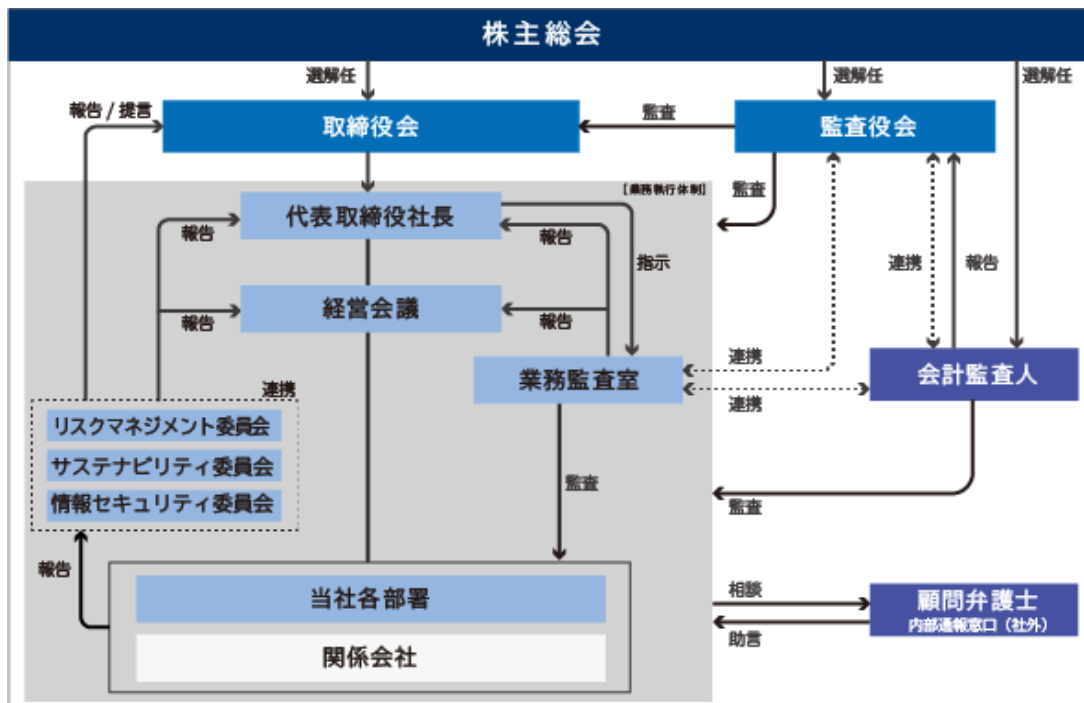 株主総会
選解任
選解任
選解任
報告 / 提言
取締役会
監査
監査役会
[業務執行体制]
監査
代表取締役社長
報告
報告
指示
連携
報告
経営会議
報告
報告
連携
業務監査室
会計監査人
連携
連携
リスクマネジメント委員会
サステナビリティ委員会
情報セキュリティ委員会
監査
監査
報告
当社各部署
関係会社
相談
助言
顧問弁護士
内部通報窓口（社外）